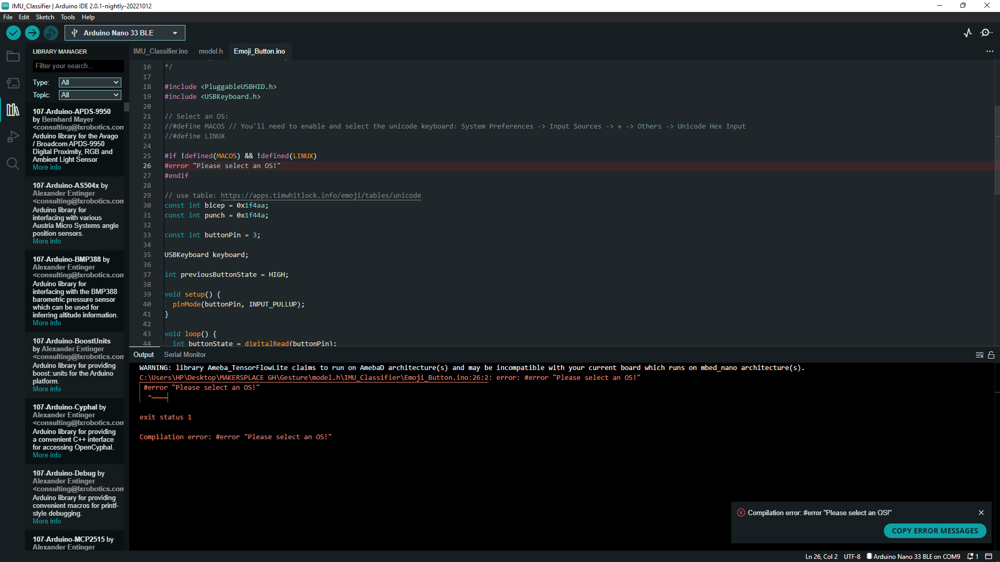 IMU_Classifier | Arduino IDE 2.0.1-nightly-20221012
File Edit Sketch Tools Help
Arduino Nano 33 BLE
LIBRARY MANAGER
Filter your search...
Type: All
Topic: All
107-Arduino-APDS-9950
by Bernhard Mayer
<consulting@lxrobotics.com
Arduino library for the Avago
/ Broadcom APDS-9950
Digital Proximity, RGB and
Ambient Light Sensor
More info
107-Arduino-AS504x by
Alexander Entinger
<consulting@lxrobotics.com
Arduino library for
interfacing with various
Austria Micro Systems angle
position sensors.
More info
107-Arduino-BMP388 by
Alexander Entinger
<consulting@lxrobotics.com
Arduino library for
interfacing with the BMP388
barometric pressure sensor
which can be used for
inferring altitude information.
More info
107-Arduino-BoostUnits
by Alexander Entinger
<consulting@lxrobotics.com
Arduino library for providing
boost::units for the Arduino
platform.
More info
107-Arduino-Cyphal by
Alexander Entinger
<consulting@lxrobotics.com
Arduino library for providing
a convenient C++ interface
for accessing OpenCyphal.
More info
107-Arduino-Debug by
Alexander Entinger
<consulting@lxrobotics.com
Arduino library for providing
convenient macros for printf-
style debugging.
More info
107-Arduino-MCP2515 by
Alexander Entinger
IMU_Classifier.ino model.h Emoji_Button.ino
16 */
17
18 #include <PluggableUSBHID.h>
19 #include <USBKeyboard.h>
20
21 // Select an OS:
22 //#define MACOS // You'll need to enable and select the unicode keyboard: System Preferences -> Input Sources -> + -> Others -> Unicode Hex Input
23 //#define LINUX
24
25 #if !defined(MACOS) && !defined(LINUX)
26 #error "Please select an OS!"
27 #endif
28
29 // use table: https://apps.timwhitlock.info/emoji/tables/unicode
30 const int bicep = 0x1f4aa;
31 const int punch = 0x1f44a;
32
33 const int buttonPin = 3;
34
35 USBKeyboard keyboard;
36
37 int previousButtonState = HIGH;
38
39 void setup() {
40 pinMode(buttonPin, INPUT_PULLUP);
41 }
42
43 void loop() {
44 int buttonState = digitalRead(buttonPin);
Output Serial Monitor
WARNING: library Ameba_TensorFlowLite claims to run on AmebaD architecture(s) and may be incompatible with your current board which runs on mbed_nano architecture(s).
C:\Users\HP\Desktop\MAKERSPLACE GH\Gesture\model.h\IMU_Classifier\Emoji_Button.ino:26:2: error: #error "Please select an OS!"
#error "Please select an OS!"
^~~~~
exit status 1
Compilation error: #error "Please select an OS!"
Compilation error: #error "Please select an OS!"
COPY ERROR MESSAGES
Ln 26, Col 2 UTF-8 Arduino Nano 33 BLE on COM9 1